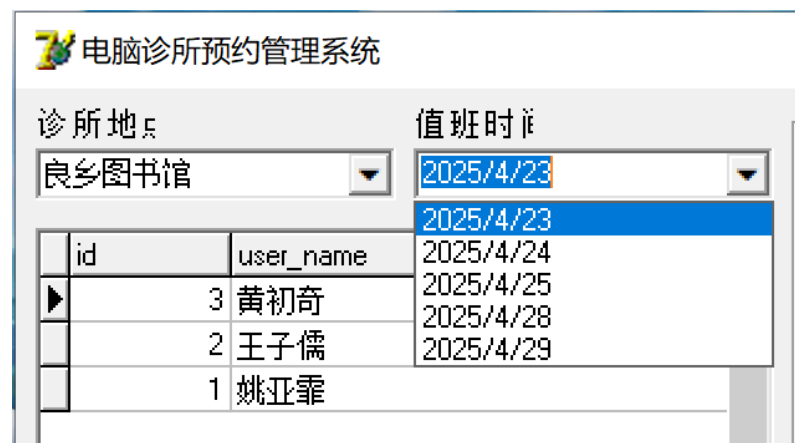 电脑诊所预约管理系统
诊所地 值班时
良乡图书馆 2025/4/23
2025/4/23
id user_name 2025/4/24
2025/4/25
3 黄初奇 2025/4/28
2 王子儒 2025/4/29
1 姚亚霏